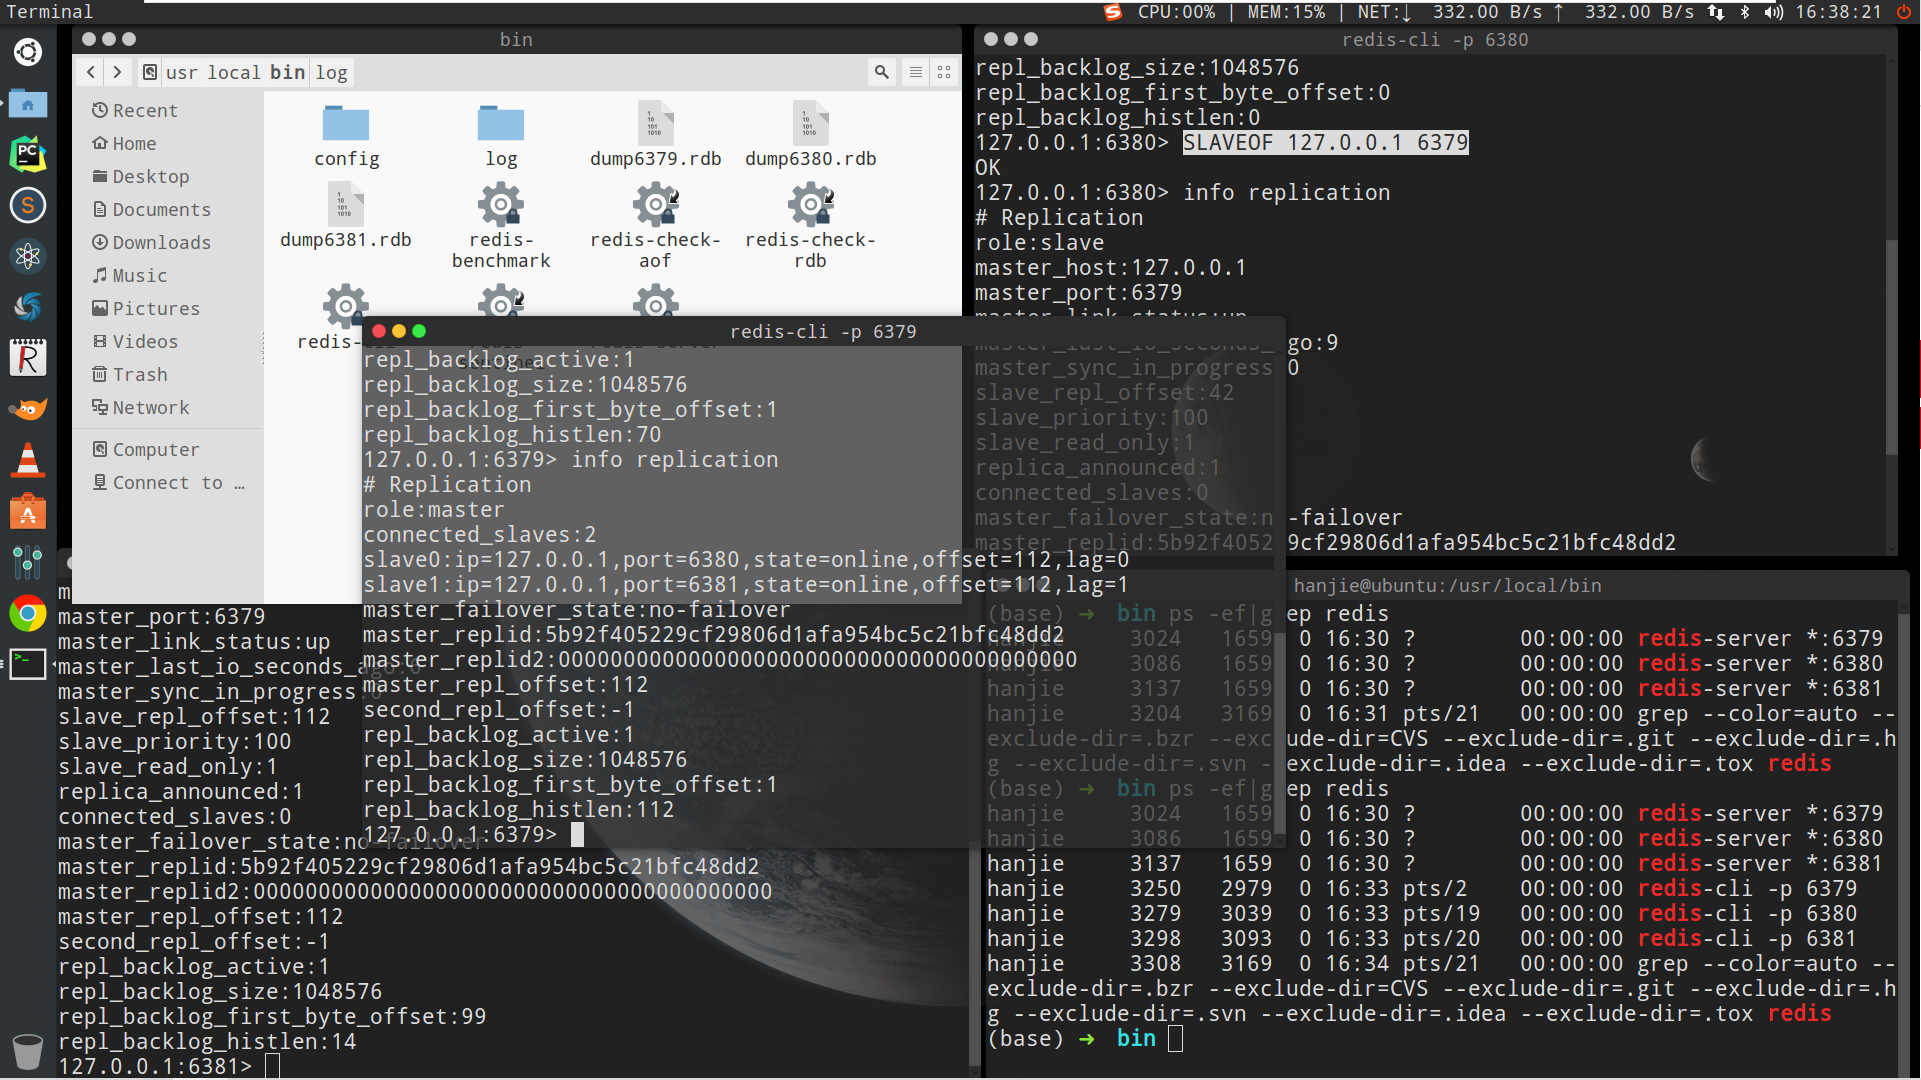 Terminal
CPU:00% | MEM:15% | NET:↓ 332.00 B/s ↑ 332.00 B/s 16:38:21
bin
usr local bin log
Recent
Home
Desktop
Documents
Downloads
Music
Pictures
Videos
Trash
Network
Computer
Connect to …
config
log
dump6379.rdb
dump6380.rdb
dump6381.rdb
redis-
benchmark
redis-check-
aof
redis-check-
rdb
redis-
redis-cli -p 6380
repl_backlog_size:1048576
repl_backlog_first_byte_offset:0
repl_backlog_histlen:0
127.0.0.1:6380> SLAVEOF 127.0.0.1 6379
OK
127.0.0.1:6380> info replication
# Replication
role:slave
master_host:127.0.0.1
master_port:6379
master_link_status:up
master_last_io_seconds_ago:9
master_sync_in_progress 0
slave_repl_offset:42
slave_priority:100
slave_read_only:1
replica_announced:1
connected_slaves:0
master_failover_state:n -failover
master_replid:5b92f4052 9cf29806d1afa954bc5c21bfc48dd2
redis-cli -p 6379
repl_backlog_active:1
repl_backlog_size:1048576
repl_backlog_first_byte_offset:1
repl_backlog_histlen:70
127.0.0.1:6379> info replication
# Replication
role:master
connected_slaves:2
slave0:ip=127.0.0.1,port=6380,state=online,offset=112,lag=0
slave1:ip=127.0.0.1,port=6381,state=online,offset=112,lag=1
master_failover_state:no-failover
master_replid:5b92f405229cf29806d1afa954bc5c21bfc48dd2
master_replid2:0000000000000000000000000000000000000000
master_repl_offset:112
second_repl_offset:-1
repl_backlog_active:1
repl_backlog_size:1048576
repl_backlog_first_byte_offset:1
repl_backlog_histlen:112
127.0.0.1:6379>
master_port:6379
master_link_status:up
master_last_io_seconds_ago:6
master_sync_in_progress:0
slave_repl_offset:112
slave_priority:100
slave_read_only:1
replica_announced:1
connected_slaves:0
master_failover_state:no-failover
master_replid:5b92f405229cf29806d1afa954bc5c21bfc48dd2
master_replid2:0000000000000000000000000000000000000000
master_repl_offset:112
second_repl_offset:-1
repl_backlog_active:1
repl_backlog_size:1048576
repl_backlog_first_byte_offset:99
repl_backlog_histlen:14
127.0.0.1:6381>
hanjie@ubuntu:/usr/local/bin
(base) ➜ bin ps -ef|g ep redis
hanjie 3024 1659 0 16:30 ? 00:00:00 redis-server *:6379
hanjie 3086 1659 0 16:30 ? 00:00:00 redis-server *:6380
hanjie 3137 1659 0 16:30 ? 00:00:00 redis-server *:6381
hanjie 3204 3169 0 16:31 pts/21 00:00:00 grep --color=auto --
exclude-dir=.bzr --exclude-dir=CVS --exclude-dir=.git --exclude-dir=.h
g --exclude-dir=.svn --exclude-dir=.idea --exclude-dir=.tox redis
(base) ➜ bin ps -ef|g ep redis
hanjie 3024 1659 0 16:30 ? 00:00:00 redis-server *:6379
hanjie 3086 1659 0 16:30 ? 00:00:00 redis-server *:6380
hanjie 3137 1659 0 16:30 ? 00:00:00 redis-server *:6381
hanjie 3250 2979 0 16:33 pts/2 00:00:00 redis-cli -p 6379
hanjie 3279 3039 0 16:33 pts/19 00:00:00 redis-cli -p 6380
hanjie 3298 3093 0 16:33 pts/20 00:00:00 redis-cli -p 6381
hanjie 3308 3169 0 16:34 pts/21 00:00:00 grep --color=auto --
exclude-dir=.bzr --exclude-dir=CVS --exclude-dir=.git --exclude-dir=.h
g --exclude-dir=.svn --exclude-dir=.idea --exclude-dir=.tox redis
(base) ➜ bin